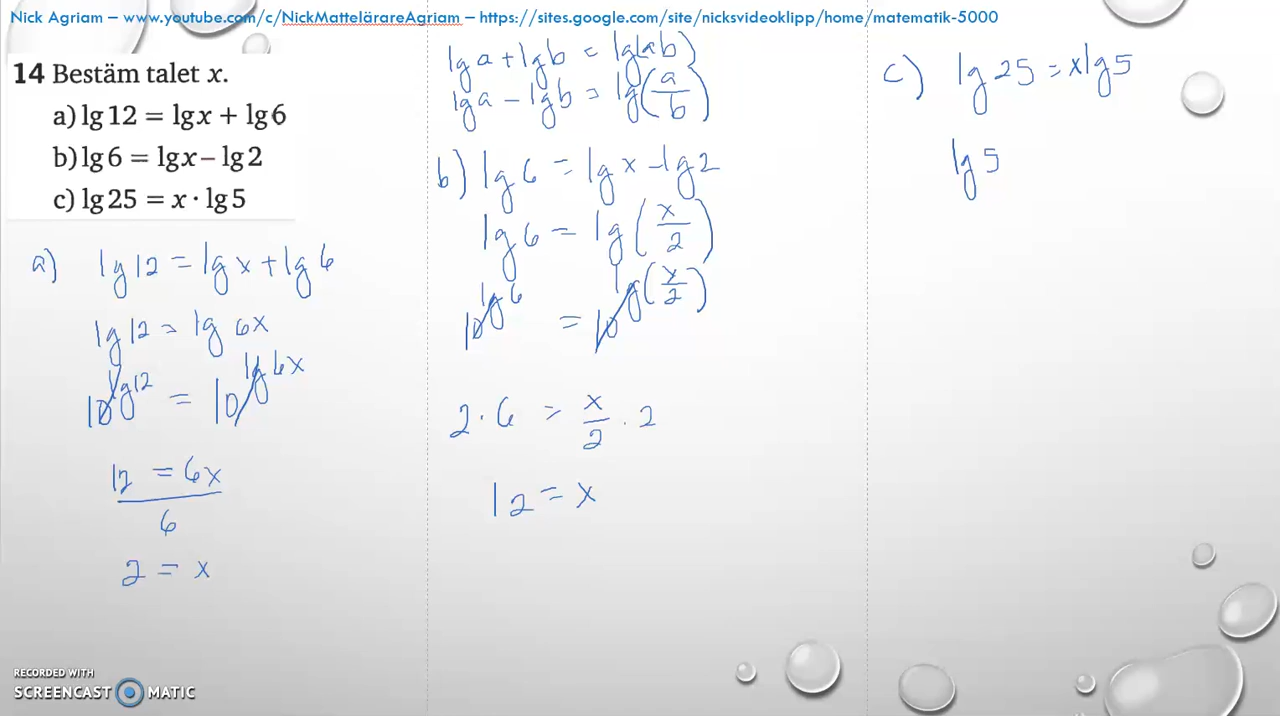 Nick Agriam – www.youtube.com/c/NickMattelärareAgriam – https://sites.google.com/site/nicksvideoklipp/home/matematik-5000
14 Bestäm talet x.
a) lg 12 = lg x + lg 6
b) lg 6 = lg x – lg 2
c) lg 25 = x · lg 5
a) lg 12 = lg x + lg 6
lg 12 = lg 6x
10^lg 12 = 10^lg 6x
12 = 6x
6
2 = x
lg a + lg b = lg(ab)
lg a - lg b = lg(a/b)
b) lg 6 = lg x - lg 2
lg 6 = lg(x/2)
10^lg 6 = 10^lg(x/2)
2 · 6 = x/2 · 2
12 = x
c) lg 25 = x lg 5
lg 5
RECORDED WITH
SCREENCAST MATIC